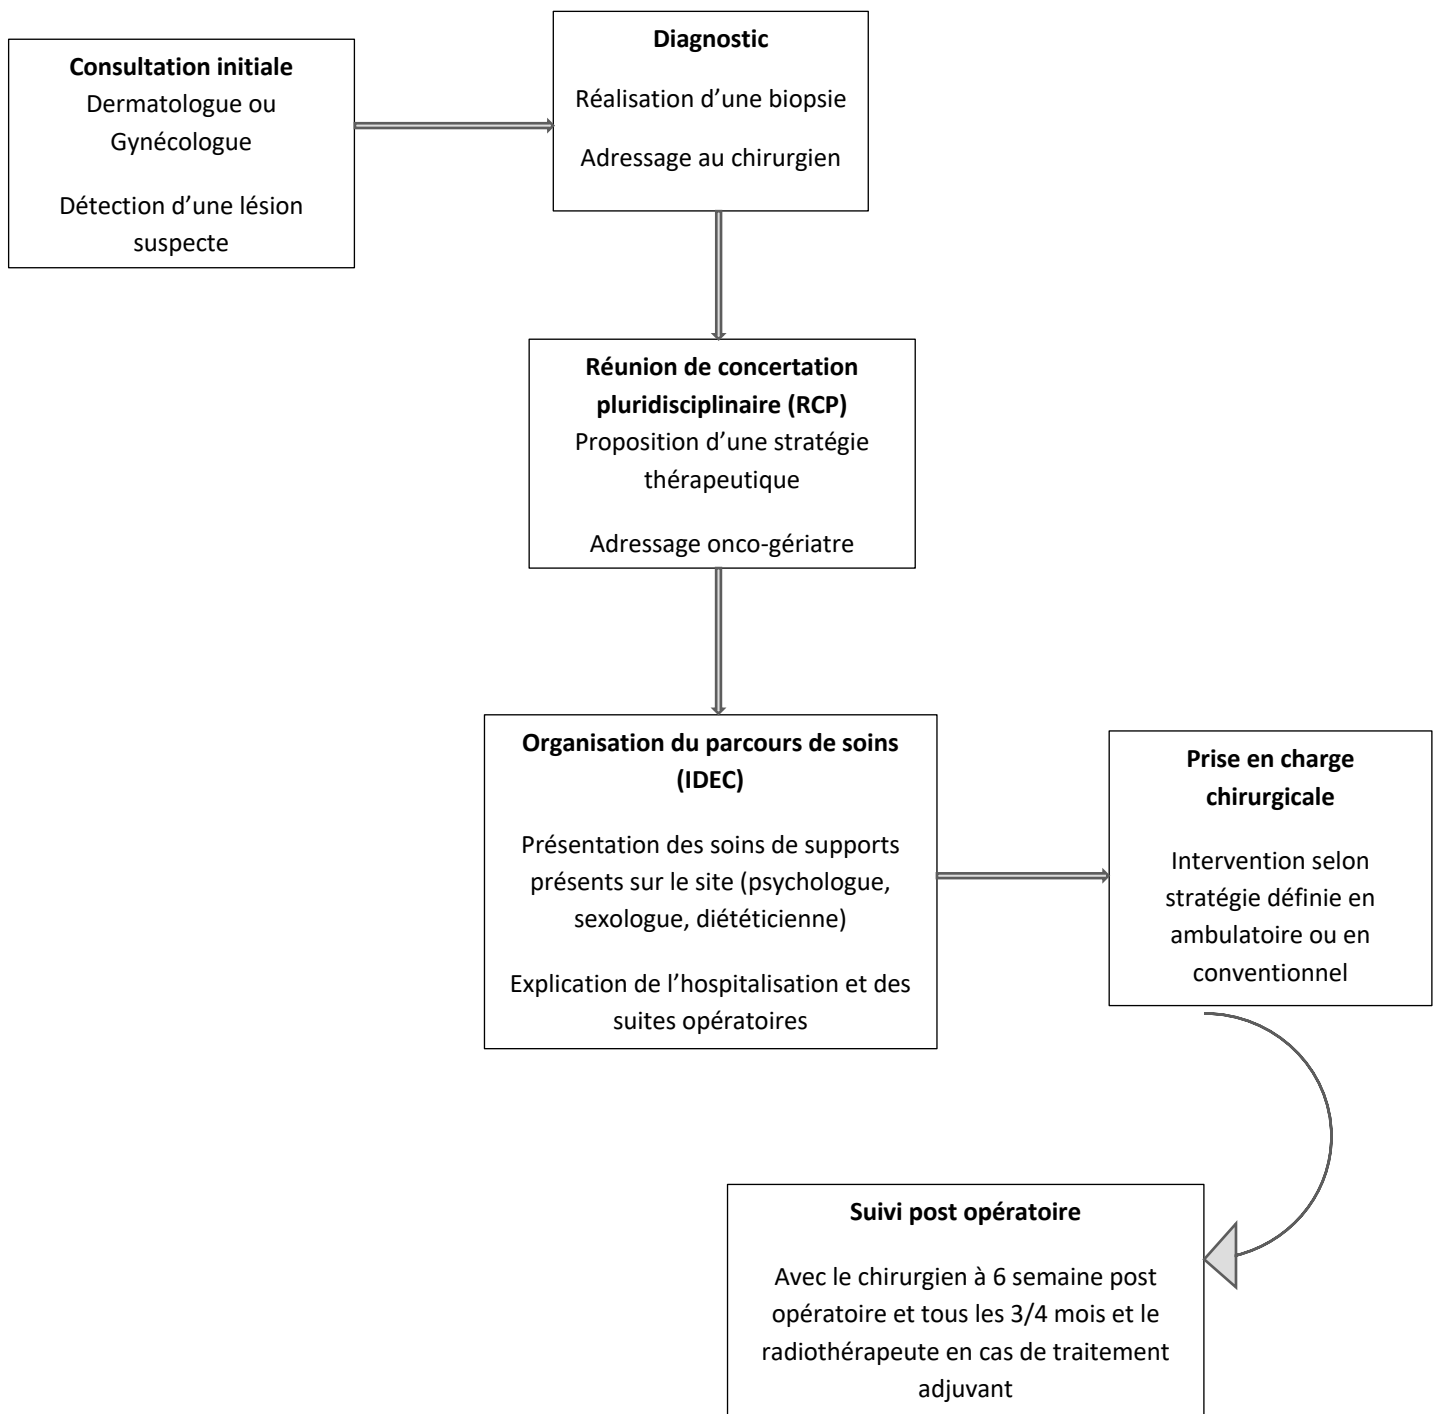 Consultation initiale
Dermatologue ou
Gynécologue
Détection d’une lésion
suspecte
Diagnostic
Réalisation d’une biopsie
Adressage au chirurgien
Réunion de concertation
pluridisciplinaire (RCP)
Proposition d’une stratégie
thérapeutique
Adressage onco-gériatre
Organisation du parcours de soins
(IDEC)
Présentation des soins de supports
présents sur le site (psychologue,
sexologue, diététicienne)
Explication de l’hospitalisation et des
suites opératoires
Prise en charge
chirurgicale
Intervention selon
stratégie définie en
ambulatoire ou en
conventionnel
Suivi post opératoire
Avec le chirurgien à 6 semaine post
opératoire et tous les 3/4 mois et le
radiothérapeute en cas de traitement
adjuvant